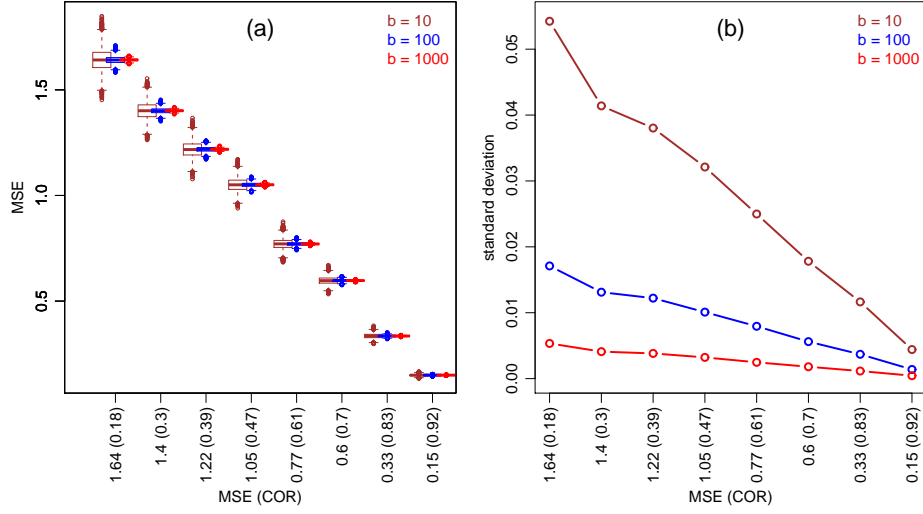 (a)
b = 10
b = 100
b = 1000
MSE
1.5
1.0
0.5
1.64 (0.18)
1.4 (0.3)
1.22 (0.39)
1.05 (0.47)
0.77 (0.61)
0.6 (0.7)
0.33 (0.83)
0.15 (0.92)
MSE (COR)
(b)
b = 10
b = 100
b = 1000
standard deviation
0.05
0.04
0.03
0.02
0.01
0.00
1.64 (0.18)
1.4 (0.3)
1.22 (0.39)
1.05 (0.47)
0.77 (0.61)
0.6 (0.7)
0.33 (0.83)
0.15 (0.92)
MSE (COR)